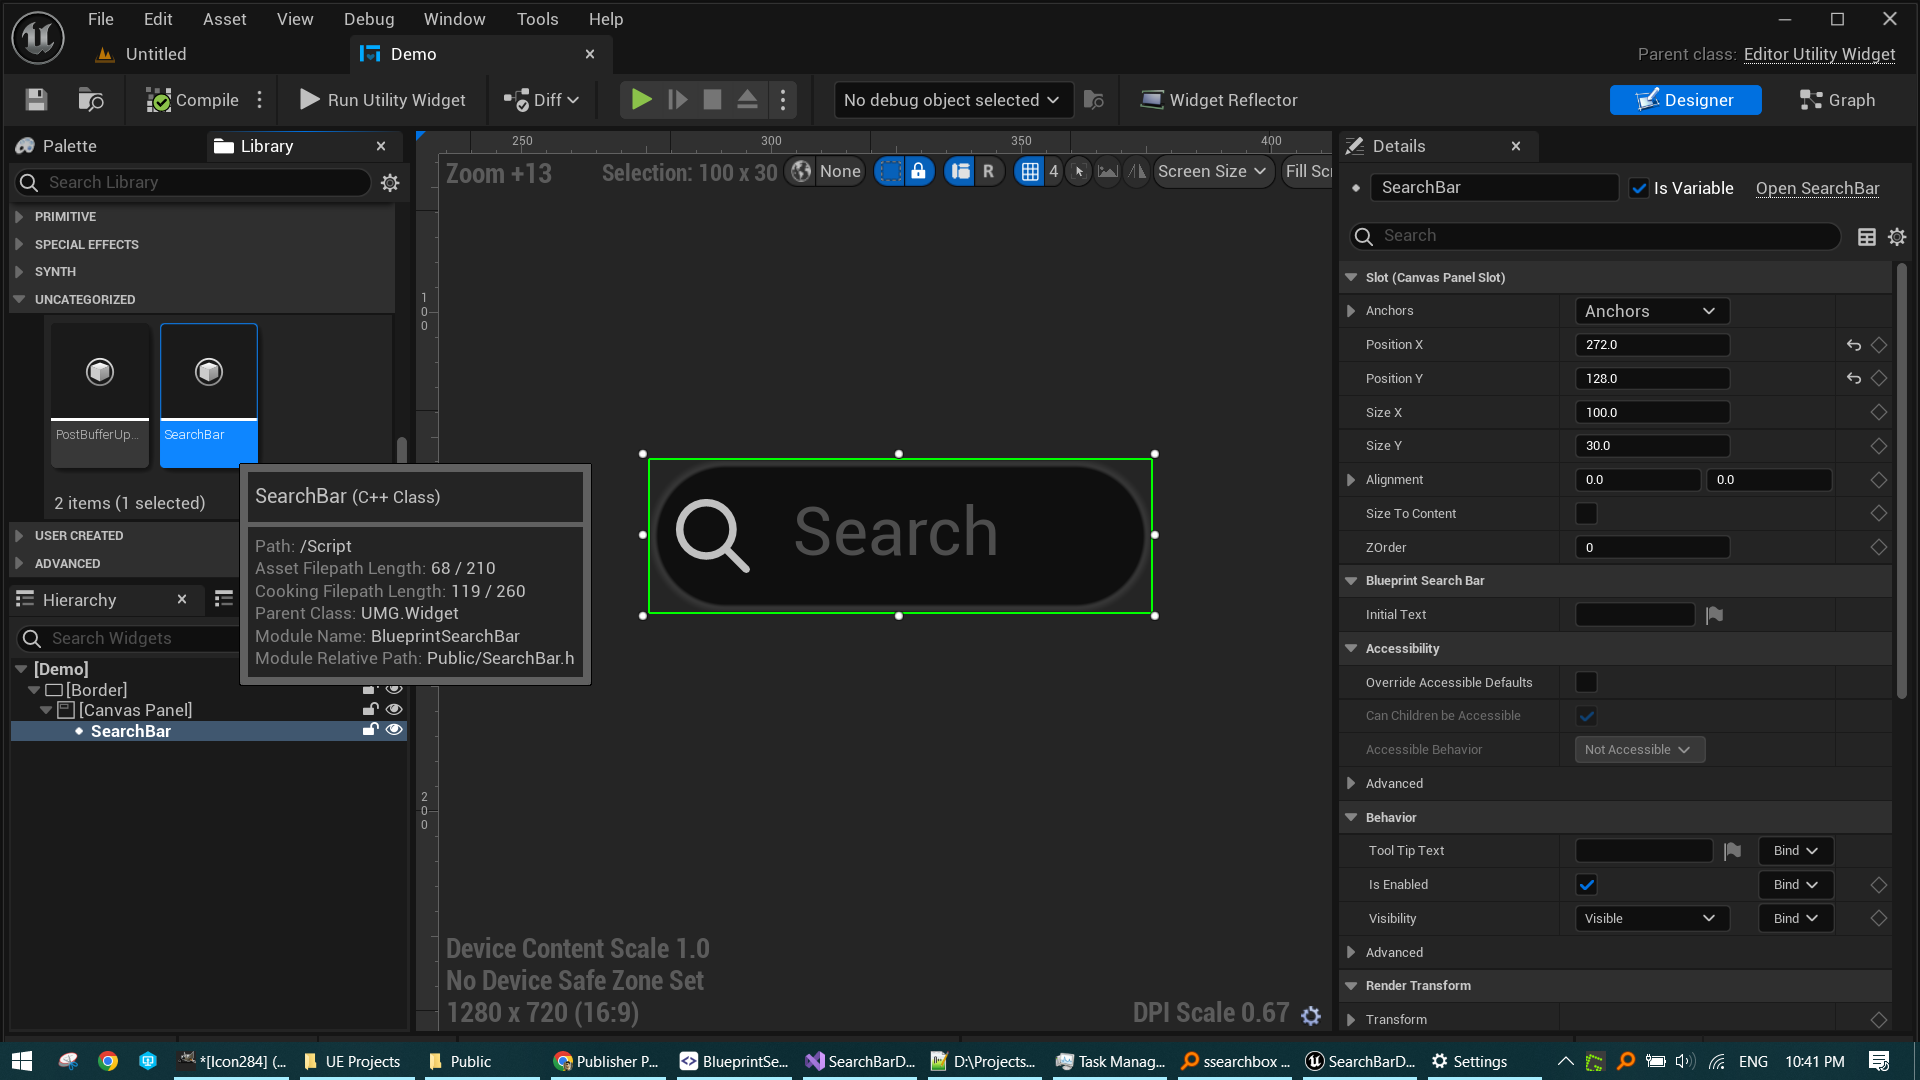 File Edit Asset View Debug Window Tools Help
Untitled
Demo
Parent class: Editor Utility Widget
Compile
Run Utility Widget
Diff
No debug object selected
Widget Reflector
Designer
Graph
Palette
Library
Search Library
PRIMITIVE
SPECIAL EFFECTS
SYNTH
UNCATEGORIZED
PostBufferUp...
SearchBar
2 items (1 selected)
USER CREATED
ADVANCED
SearchBar (C++ Class)
Path: /Script
Asset Filepath Length: 68 / 210
Cooking Filepath Length: 119 / 260
Parent Class: UMG.Widget
Module Name: BlueprintSearchBar
Module Relative Path: Public/SearchBar.h
Hierarchy
Search Widgets
[Demo]
[Border]
[Canvas Panel]
SearchBar
250 300 350 400
Zoom +13
Selection: 100 x 30
None
R
4
Screen Size
Fill Scr
100
200
Search
Device Content Scale 1.0
No Device Safe Zone Set
1280 x 720 (16:9)
DPI Scale 0.67
Details
SearchBar
Is Variable
Open SearchBar
Search
Slot (Canvas Panel Slot)
Anchors Anchors
Position X 272.0
Position Y 128.0
Size X 100.0
Size Y 30.0
Alignment 0.0 0.0
Size To Content
ZOrder 0
Blueprint Search Bar
Initial Text
Accessibility
Override Accessible Defaults
Can Children be Accessible
Accessible Behavior Not Accessible
Advanced
Behavior
Tool Tip Text Bind
Is Enabled Bind
Visibility Visible Bind
Advanced
Render Transform
Transform
*[Icon284] (...
UE Projects
Public
Publisher P...
BlueprintSe...
SearchBarD...
D:\Projects...
Task Manag...
ssearchbox ...
SearchBarD...
Settings
ENG
10:41 PM